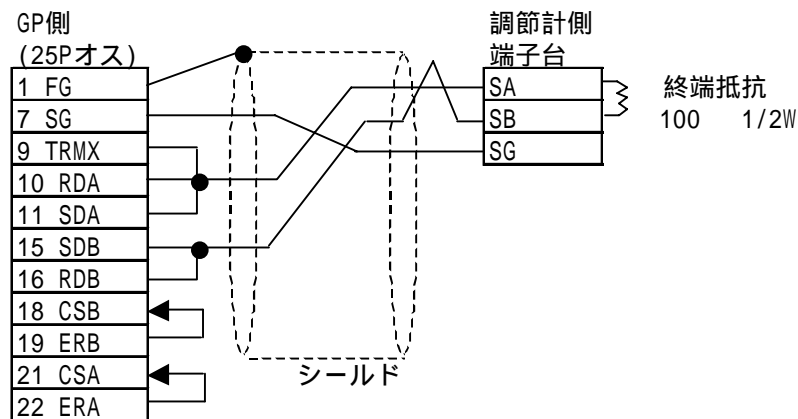 GP側
(25Pオス)
1 FG
7 SG
9 TRMX
10 RDA
11 SDA
15 SDB
16 RDB
18 CSB
19 ERB
21 CSA
22 ERA
シールド
調節計側
端子台
SA
SB
SG
終端抵抗
100 1/2W